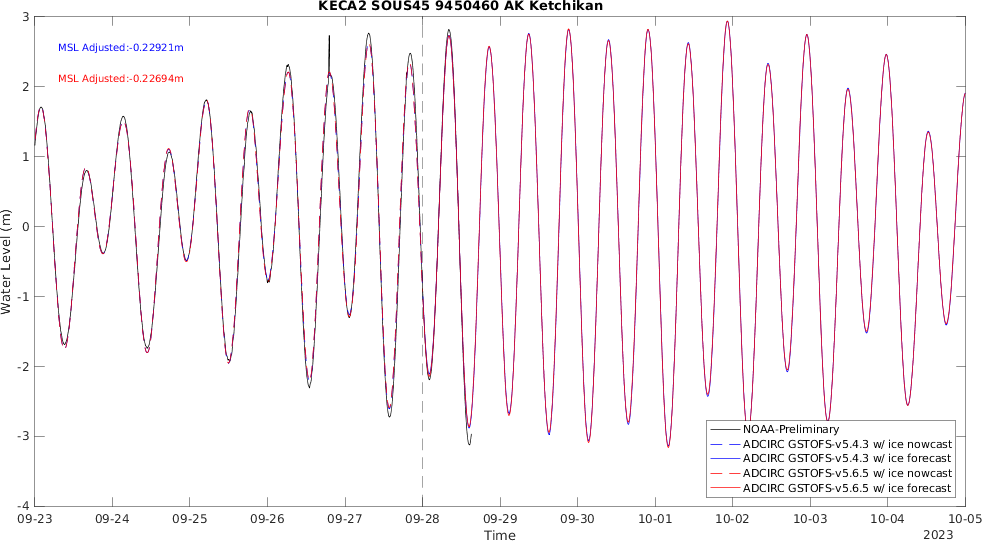 KECA2 SOUS45 9450460 AK Ketchikan
MSL Adjusted:-0.22921m
MSL Adjusted:-0.22694m
3
2
1
0
-1
-2
-3
-4
Water Level (m)
NOAA-Preliminary
ADCIRC GSTOFS-v5.4.3 w/ ice nowcast
ADCIRC GSTOFS-v5.4.3 w/ ice forecast
ADCIRC GSTOFS-v5.6.5 w/ ice nowcast
ADCIRC GSTOFS-v5.6.5 w/ ice forecast
09-23 09-24 09-25 09-26 09-27 09-28 09-29 09-30 10-01 10-02 10-03 10-04 10-05
Time
2023